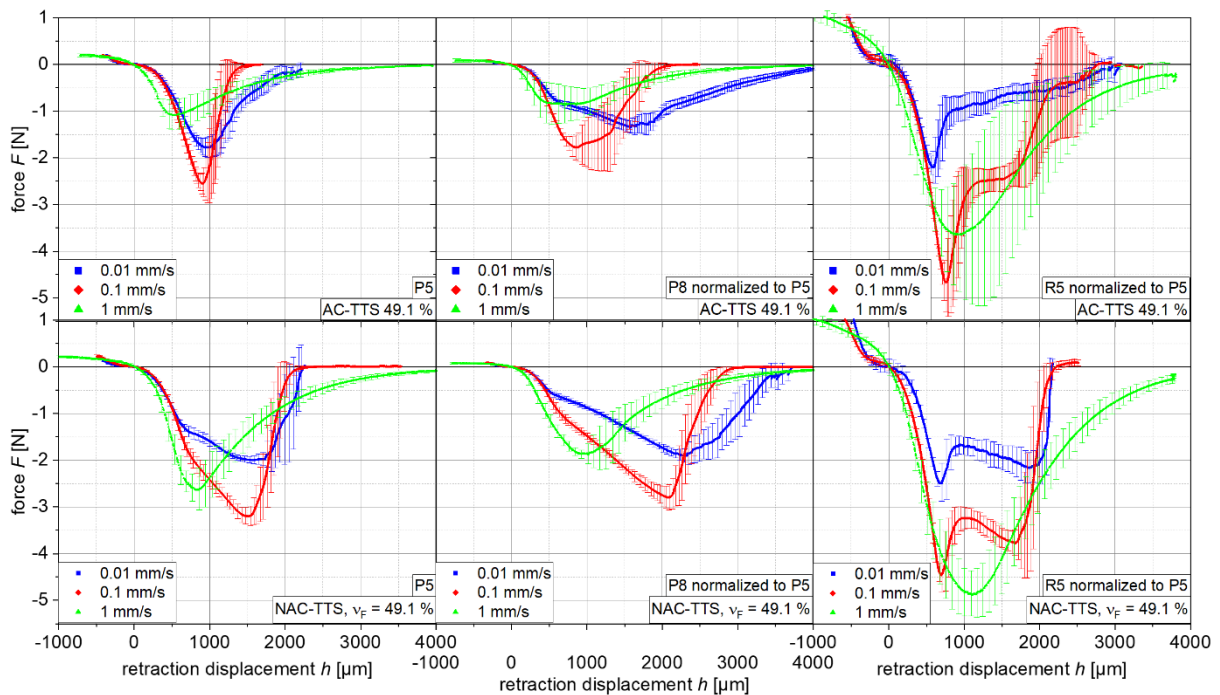 1
0
-1
-2
-3
-4
-5
force F [N]
0.01 mm/s
0.1 mm/s
1 mm/s
P5
AC-TTS 49.1 %
0.01 mm/s
0.1 mm/s
1 mm/s
P8 normalized to P5
AC-TTS 49.1 %
0.01 mm/s
0.1 mm/s
1 mm/s
R5 normalized to P5
AC-TTS 49.1 %
1
0
-1
-2
-3
-4
-5
force F [N]
0.01 mm/s
0.1 mm/s
1 mm/s
P5
NAC-TTS, νF = 49.1 %
0.01 mm/s
0.1 mm/s
1 mm/s
P8 normalized to P5
NAC-TTS, νF = 49.1 %
0.01 mm/s
0.1 mm/s
1 mm/s
R5 normalized to P5
NAC-TTS, νF = 49.1 %
-1000 0 1000 2000 3000 4000
retraction displacement h [µm]
-1000 0 1000 2000 3000 4000
retraction displacement h [µm]
-1000 0 1000 2000 3000 4000
retraction displacement h [µm]